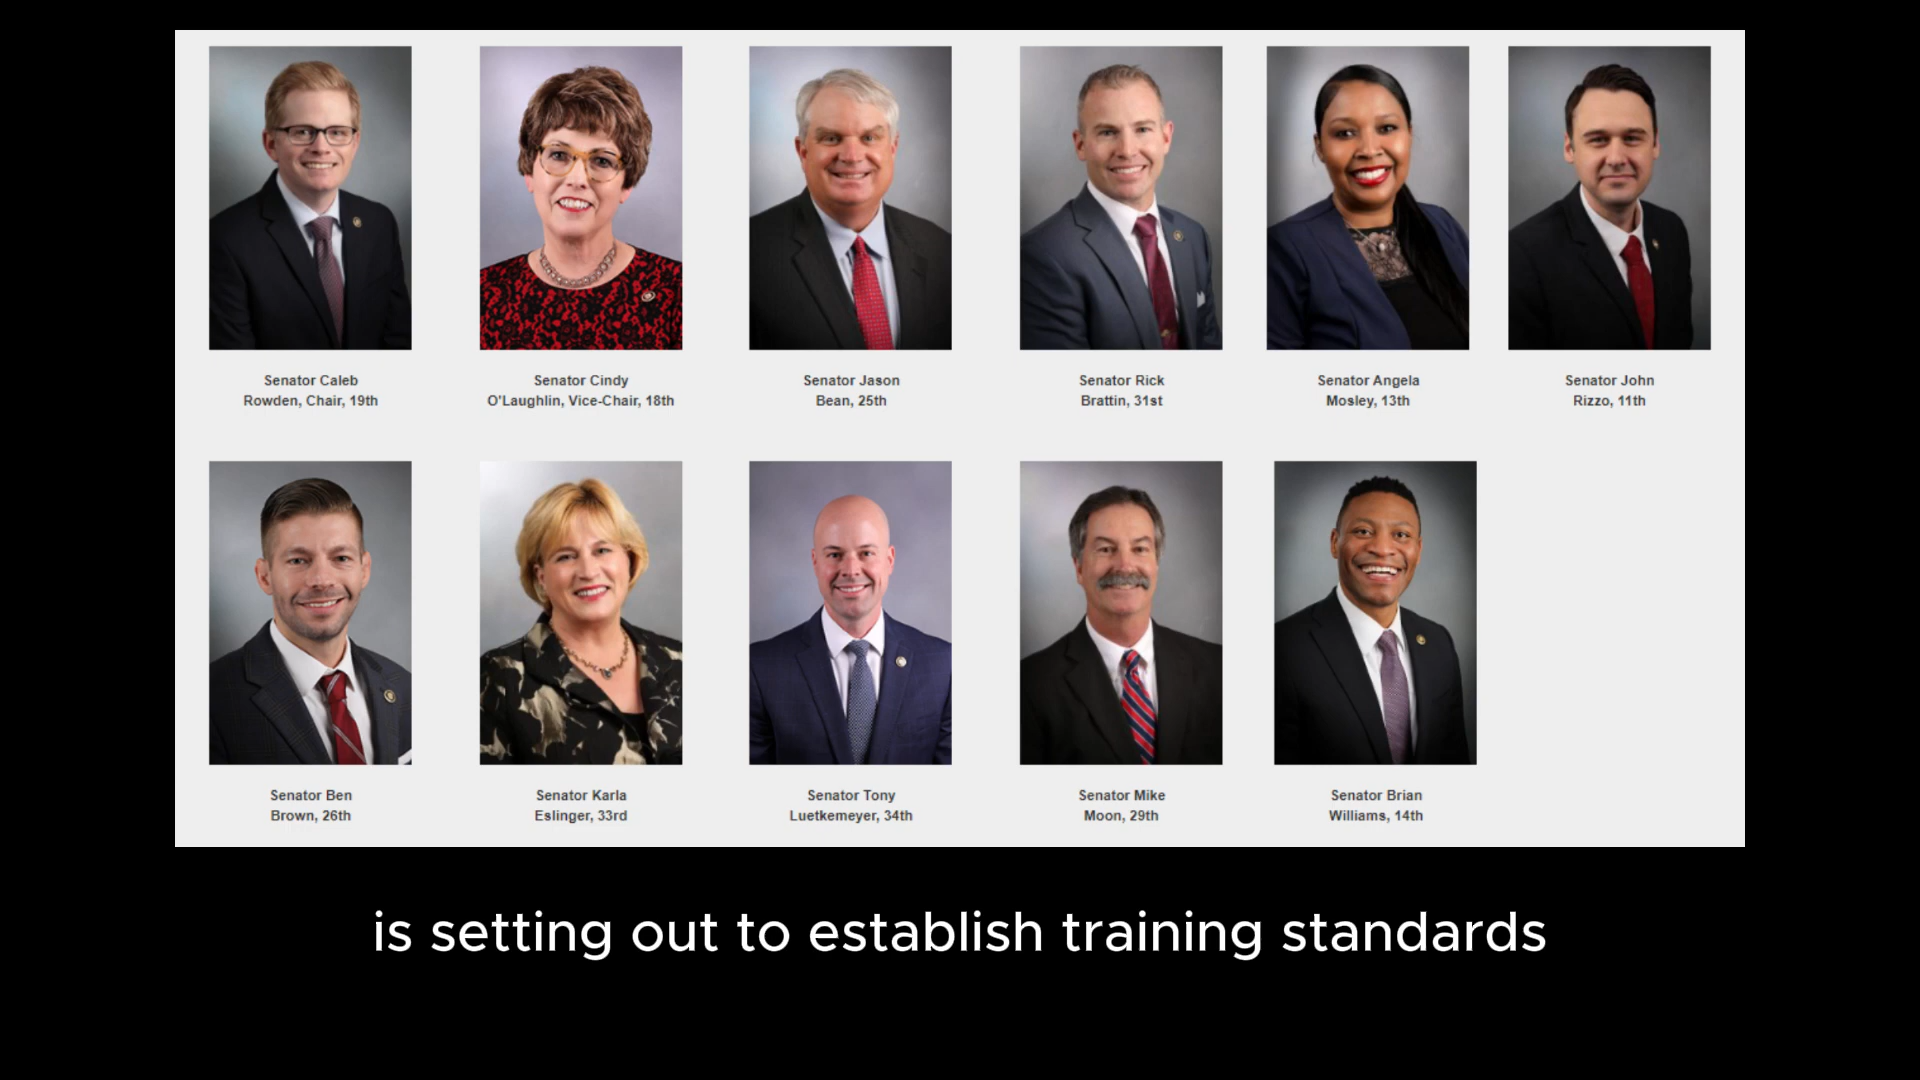 Senator Caleb
Rowden, Chair, 19th
Senator Cindy
O'Laughlin, Vice-Chair, 18th
Senator Jason
Bean, 25th
Senator Rick
Brattin, 31st
Senator Angela
Mosley, 13th
Senator John
Rizzo, 11th
Senator Ben
Brown, 26th
Senator Karla
Eslinger, 33rd
Senator Tony
Luetkemeyer, 34th
Senator Mike
Moon, 29th
Senator Brian
Williams, 14th
is setting out to establish training standards